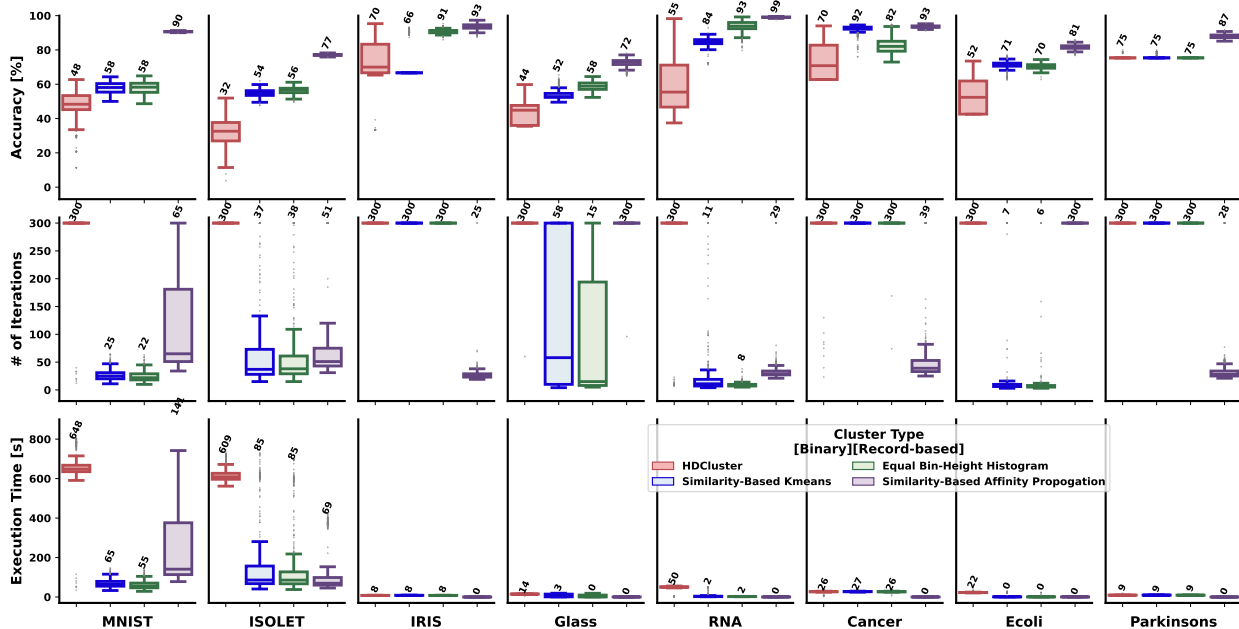 Accuracy [%]
100
80
60
40
20
0
48 58 58 90
32 54 56 77
70 66 91 93
44 52 58 72
55 84 93 99
70 92 82 93
52 71 70 81
75 75 75 87
# of Iterations
300
250
200
150
100
50
0
300 25 22 65
300 37 38 51
300 300 300 25
300 58 15 300
300 11 8 29
300 300 300 39
300 7 6 300
300 300 300 28
Execution Time [s]
800
600
400
200
0
648 65 55 141
609 85 85 69
8 8 8 0
14 3 0 0
50 2 2 0
26 27 26 0
22 0 0 0
9 9 9 0
Cluster Type
[Binary][Record-based]
HDCluster
Similarity-Based Kmeans
Equal Bin-Height Histogram
Similarity-Based Affinity Propogation
MNIST ISOLET IRIS Glass RNA Cancer Ecoli Parkinsons